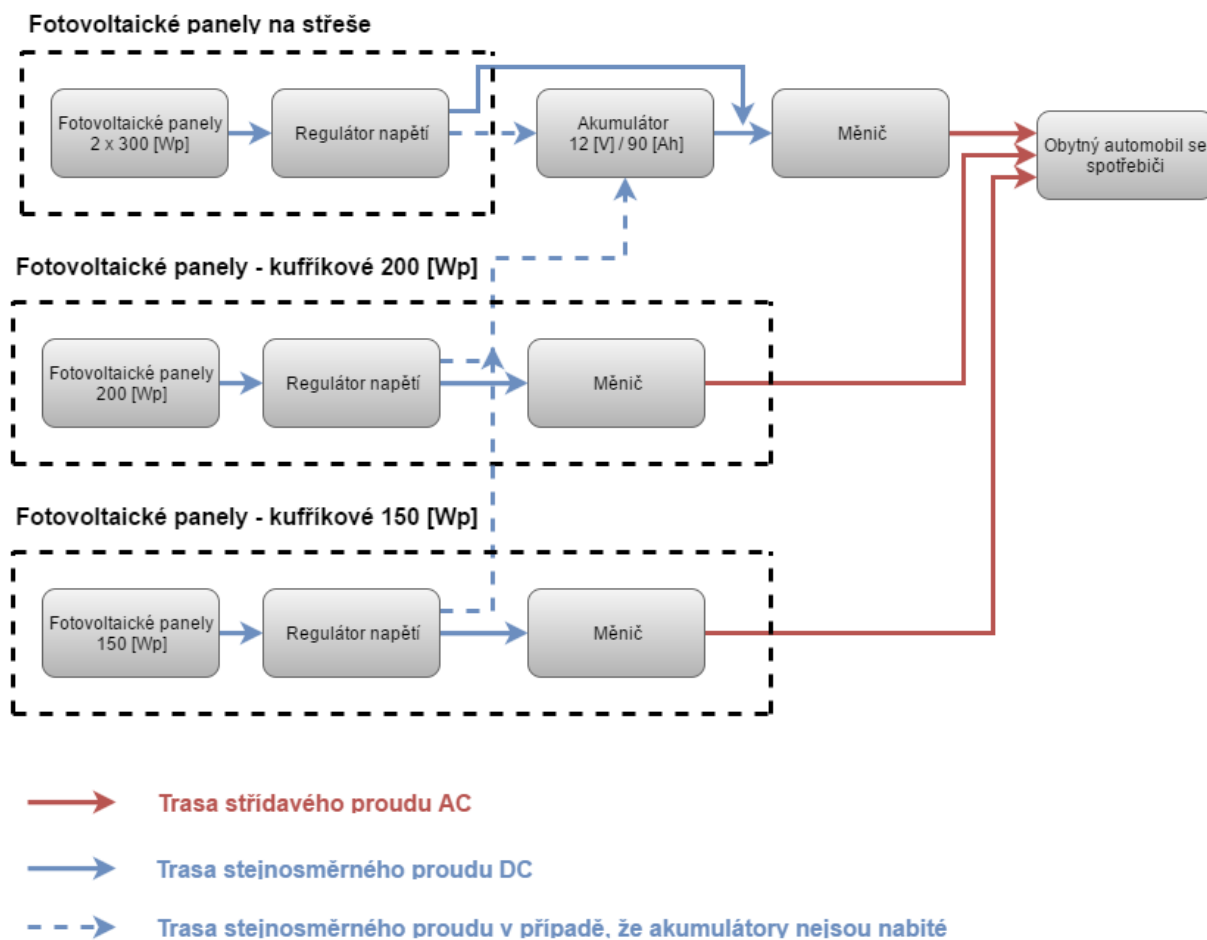 Fotovoltaické panely na střeše
Fotovoltaické panely
2 x 300 [Wp]
Regulátor napětí
Akumulátor
12 [V] / 90 [Ah]
Měnič
Obytný automobil se
spotřebiči
Fotovoltaické panely - kufříkové 200 [Wp]
Fotovoltaické panely
200 [Wp]
Regulátor napětí
Měnič
Fotovoltaické panely - kufříkové 150 [Wp]
Fotovoltaické panely
150 [Wp]
Regulátor napětí
Měnič
Trasa střídavého proudu AC
Trasa stejnosměrného proudu DC
Trasa stejnosměrného proudu v případě, že akumulátory nejsou nabité